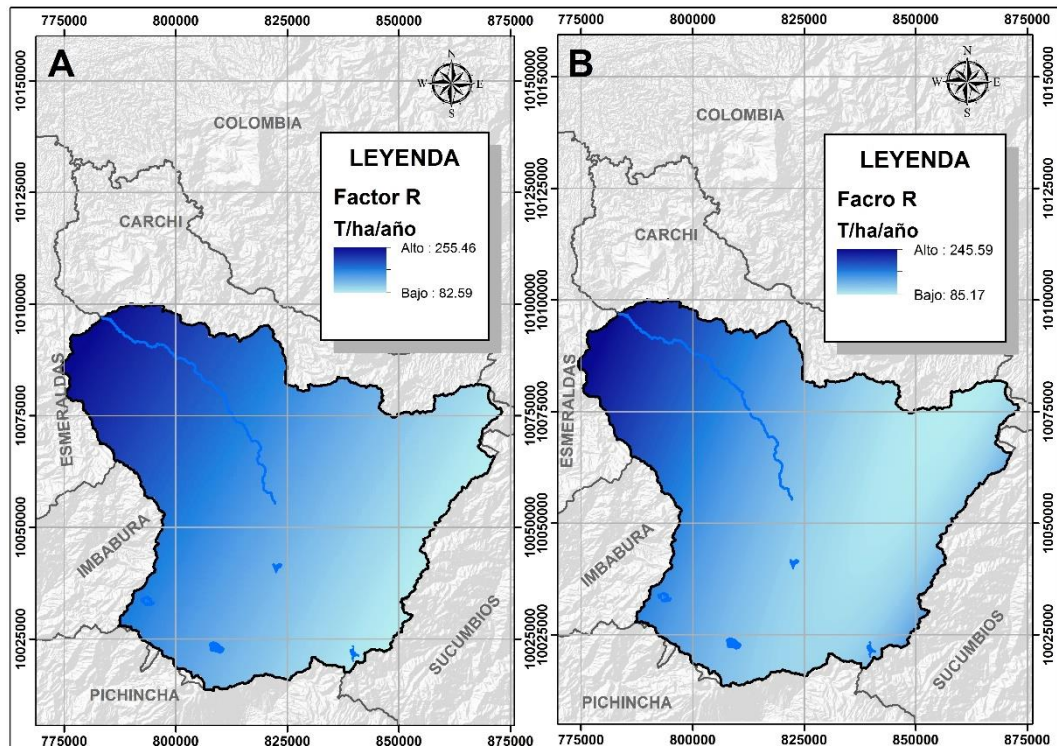 775000 800000 825000 850000 875000
A
N
W E
S
COLOMBIA
LEYENDA
Factor R
T/ha/año
Alto : 255.46
Bajo : 82.59
CARCHI
ESMERALDAS
IMBABURA
SUCUMBIOS
PICHINCHA
10150000
10125000
10100000
10075000
10050000
10025000
10150000
10125000
10100000
10075000
10050000
10025000
775000 800000 825000 850000 875000
775000 800000 825000 850000 875000
B
N
W E
S
COLOMBIA
LEYENDA
Facro R
T/ha/año
Alto : 245.59
Bajo: 85.17
CARCHI
ESMERALDAS
IMBABURA
SUCUMBIOS
PICHINCHA
10150000
10125000
10100000
10075000
10050000
10025000
775000 800000 825000 850000 875000